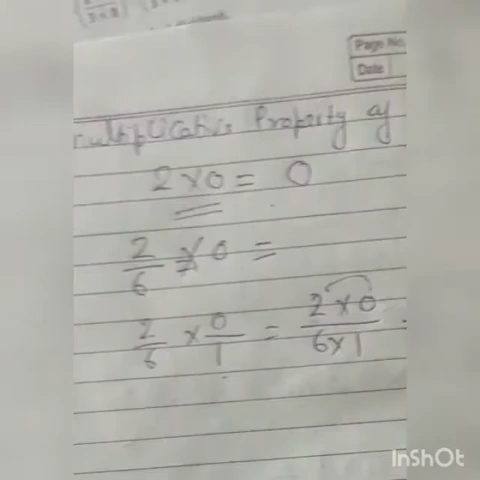 Page No.
Date
multiplicative Property of
2 × 0 = 0
2/6 × 0 =
2/6 × 0/1 = 2 × 0/6 × 1
InShOt